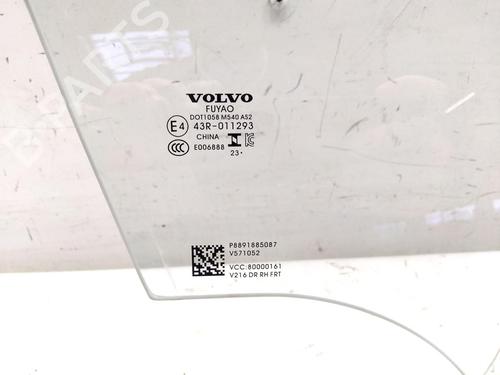 VOLVO
FUYAO
DOT1058 M540 AS2
E4 43R-011293
CHINA
E006888
23•
P8891885087
V571052
VCC:80000161
V216 DR RH FRT